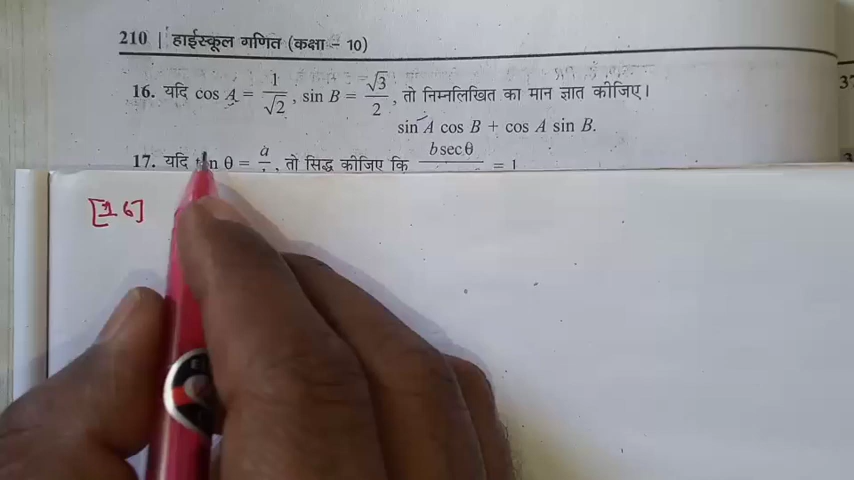 210 | हाईस्कूल गणित (कक्षा – 10)
16. यदि cos A = 1/√2, sin B = √3/2, तो निम्नलिखित का मान ज्ञात कीजिए।
sin A cos B + cos A sin B.
17. यदि θ = a, तो सिद्ध कीजिए कि b sec θ = 1
[16]